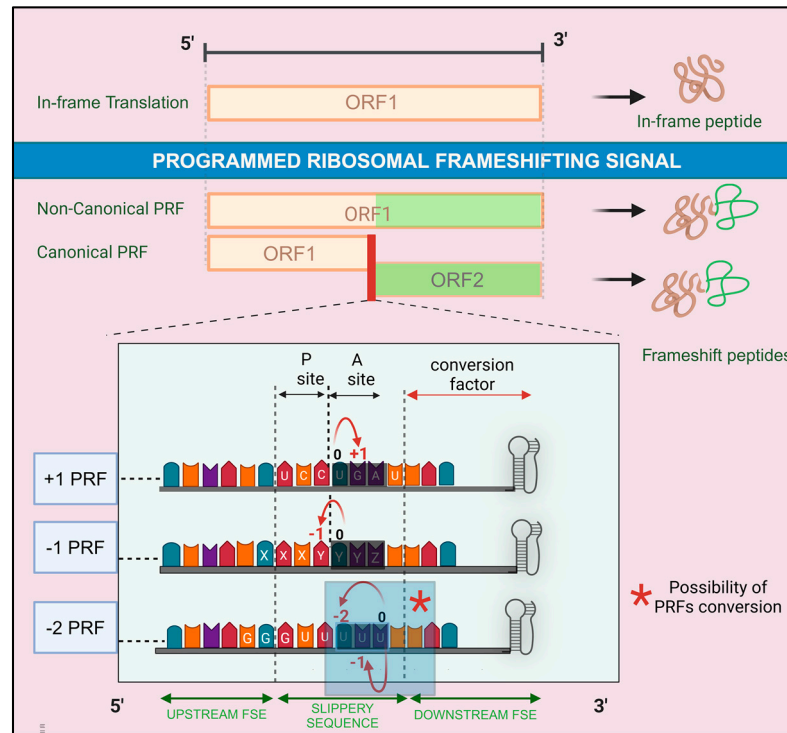 5' 3'
In-frame Translation
ORF1
In-frame peptide
PROGRAMMED RIBOSOMAL FRAMESHIFTING SIGNAL
Non-Canonical PRF
ORF1
Canonical PRF
ORF1
ORF2
Frameshift peptides
P
site
A
site
conversion
factor
0 +1
+1 PRF
U C C U G A U
-1 0
-1 PRF
X X Y Y Y Z
-2 0
-2 PRF
G G G U U U U U
-1
*
* Possibility of
PRFs conversion
5' 3'
UPSTREAM FSE
SLIPPERY
SEQUENCE
DOWNSTREAM FSE